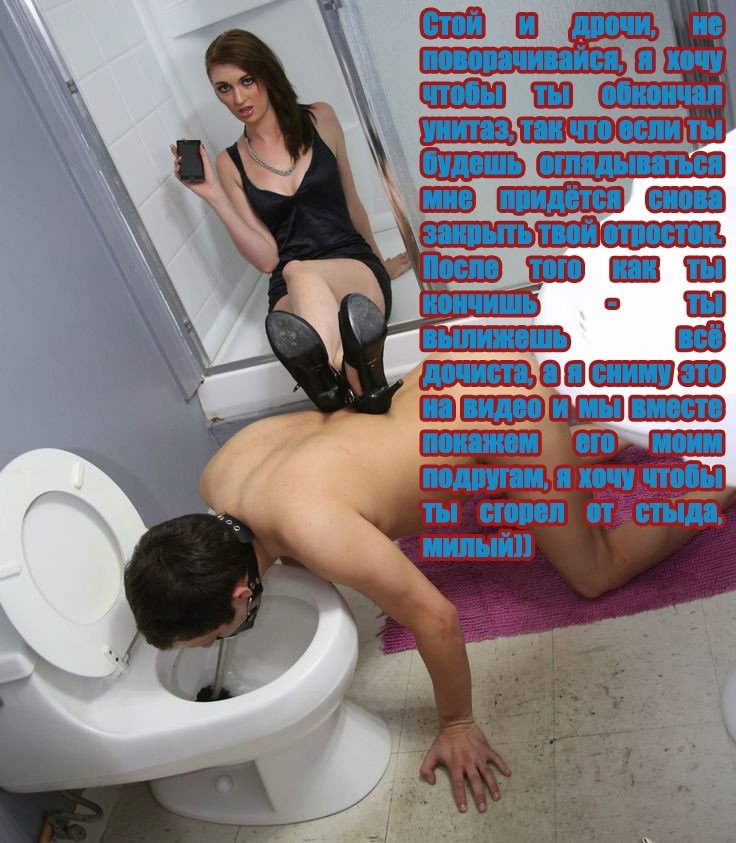 Стой и дрочи, не
поворачивайся, я хочу
чтобы ты обкончал
унитаз, так что если ты
будешь оглядываться
мне придётся снова
закрыть твой отросток.
После того как ты
кончишь - ты
вылижешь всё
дочиста, а я сниму это
на видео и мы вместе
покажем его моим
подругам, я хочу чтобы
ты сгорел от стыда,
милый))